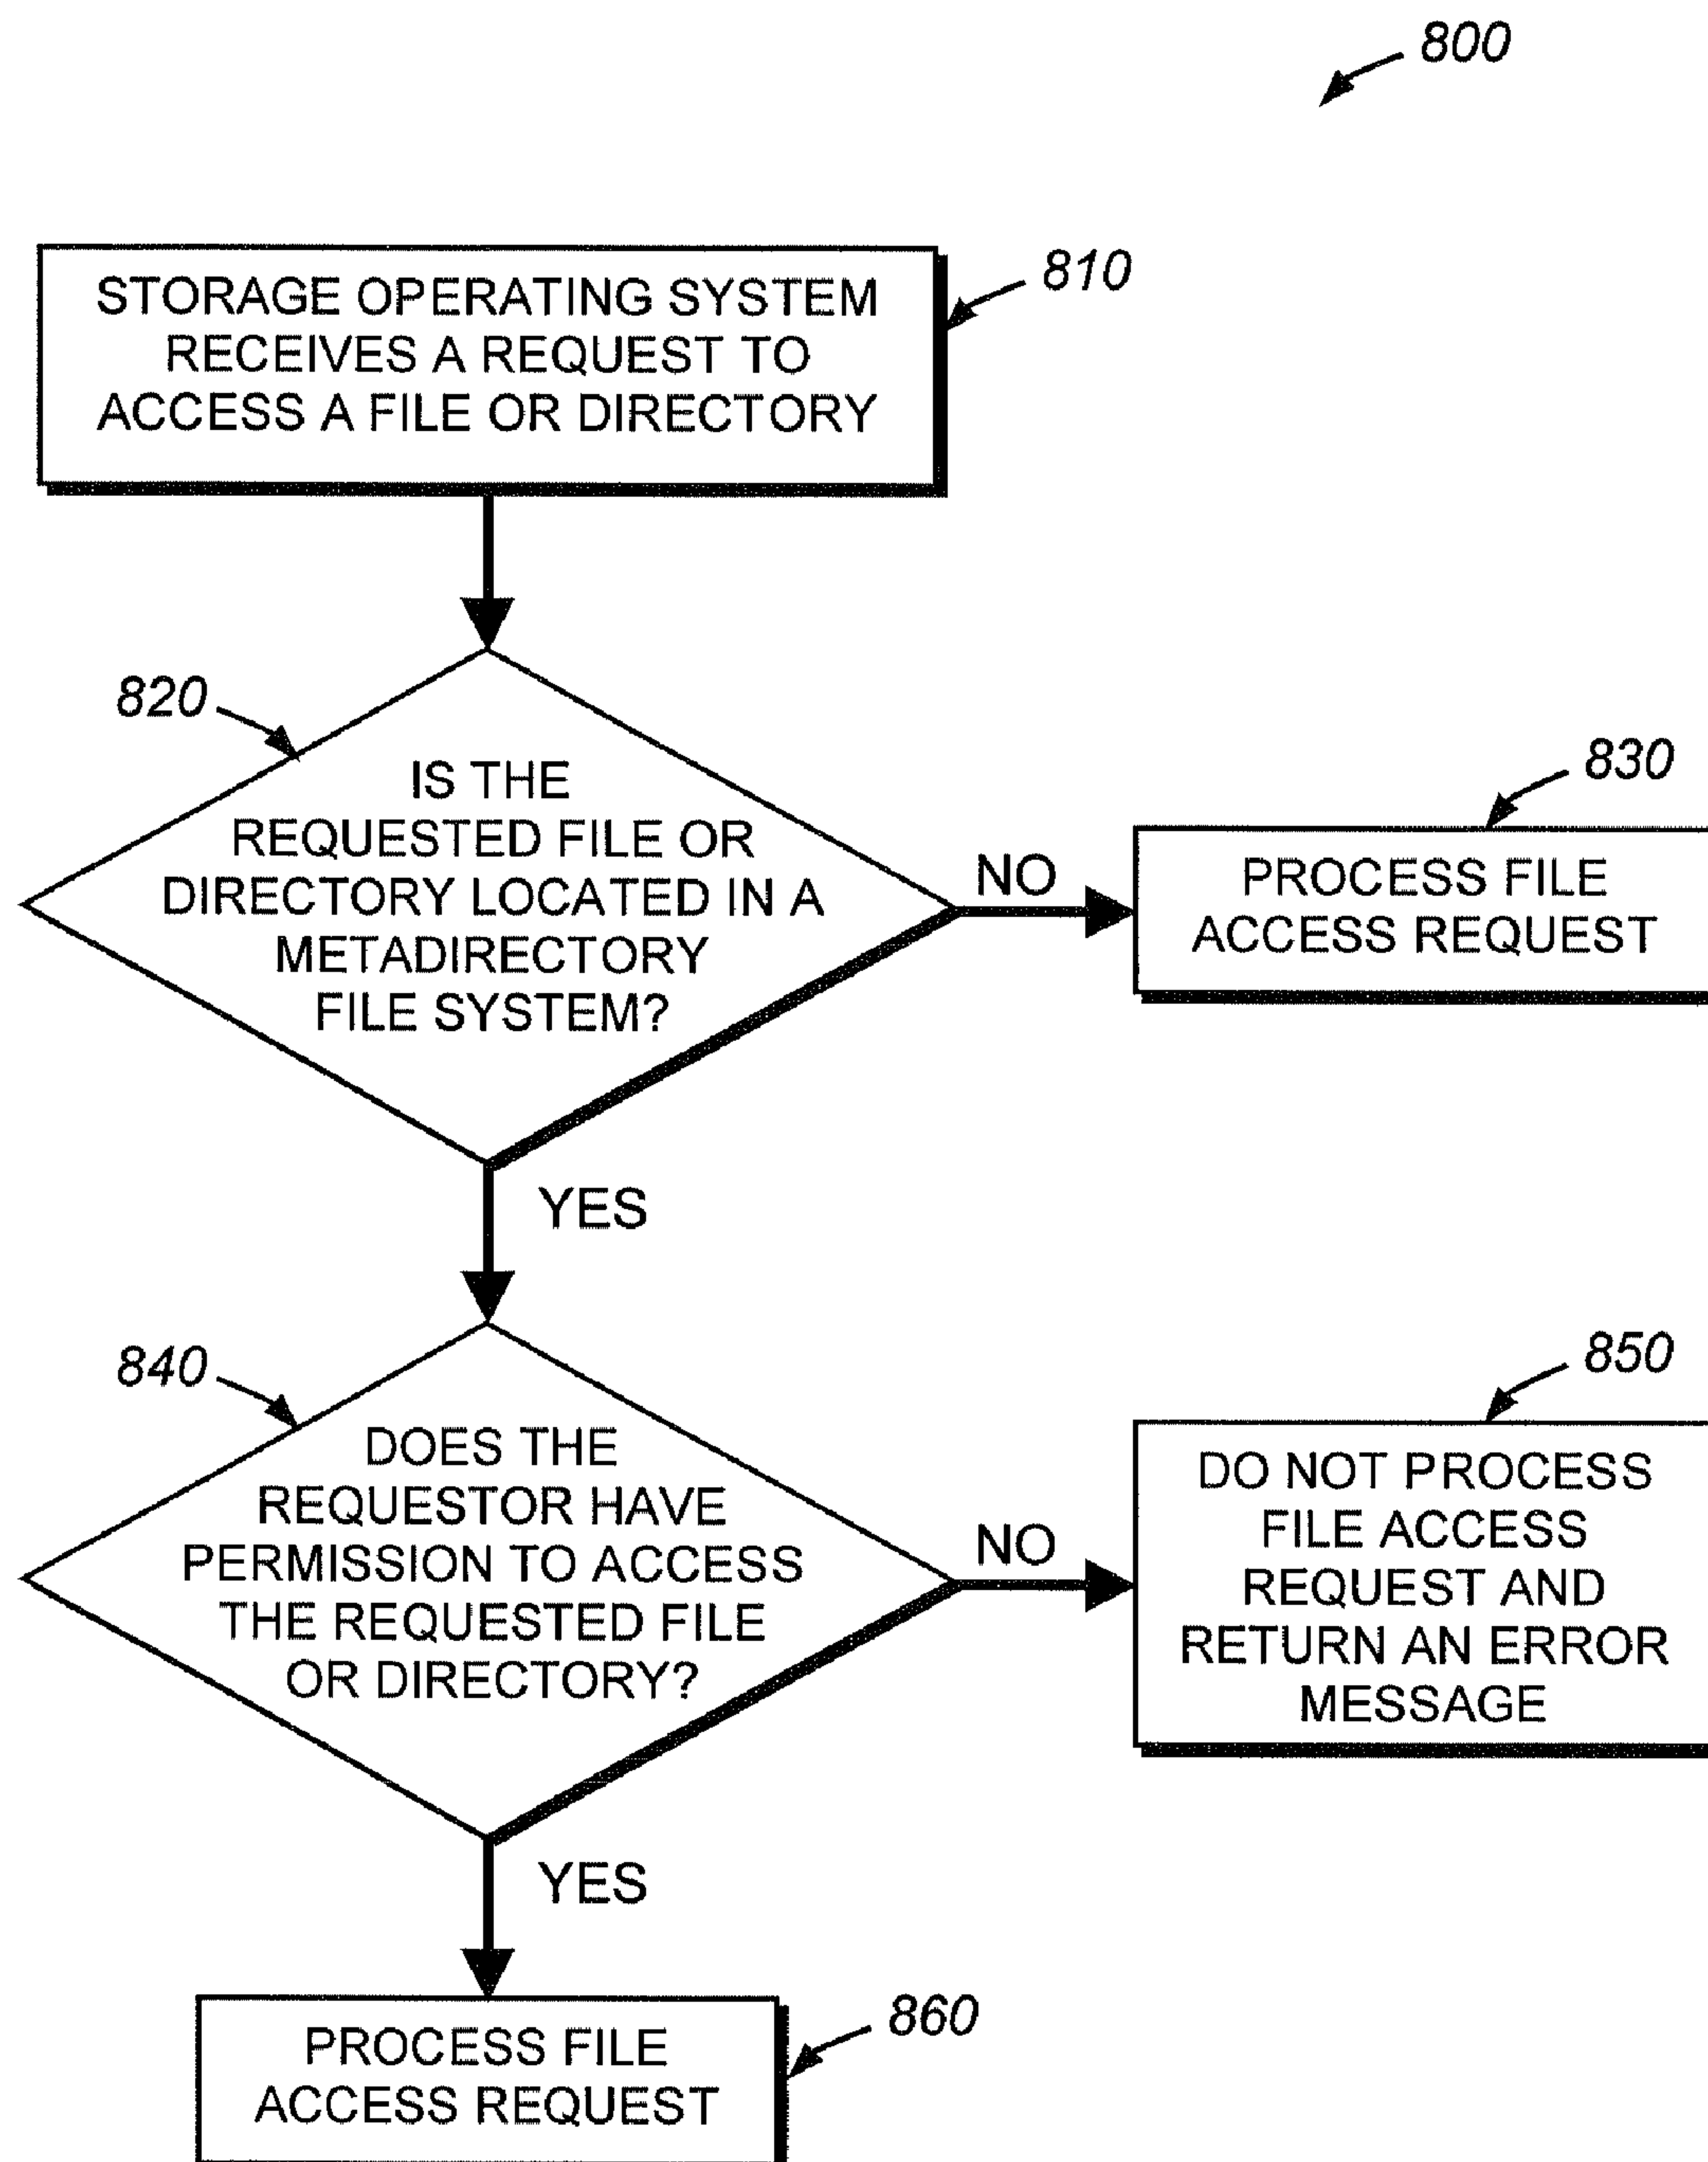 800
STORAGE OPERATING SYSTEM
RECEIVES A REQUEST TO
ACCESS A FILE OR DIRECTORY
810
820
IS THE
REQUESTED FILE OR
DIRECTORY LOCATED IN A
METADIRECTORY
FILE SYSTEM?
NO
830
PROCESS FILE
ACCESS REQUEST
YES
840
DOES THE
REQUESTOR HAVE
PERMISSION TO ACCESS
THE REQUESTED FILE
OR DIRECTORY?
NO
850
DO NOT PROCESS
FILE ACCESS
REQUEST AND
RETURN AN ERROR
MESSAGE
YES
860
PROCESS FILE
ACCESS REQUEST